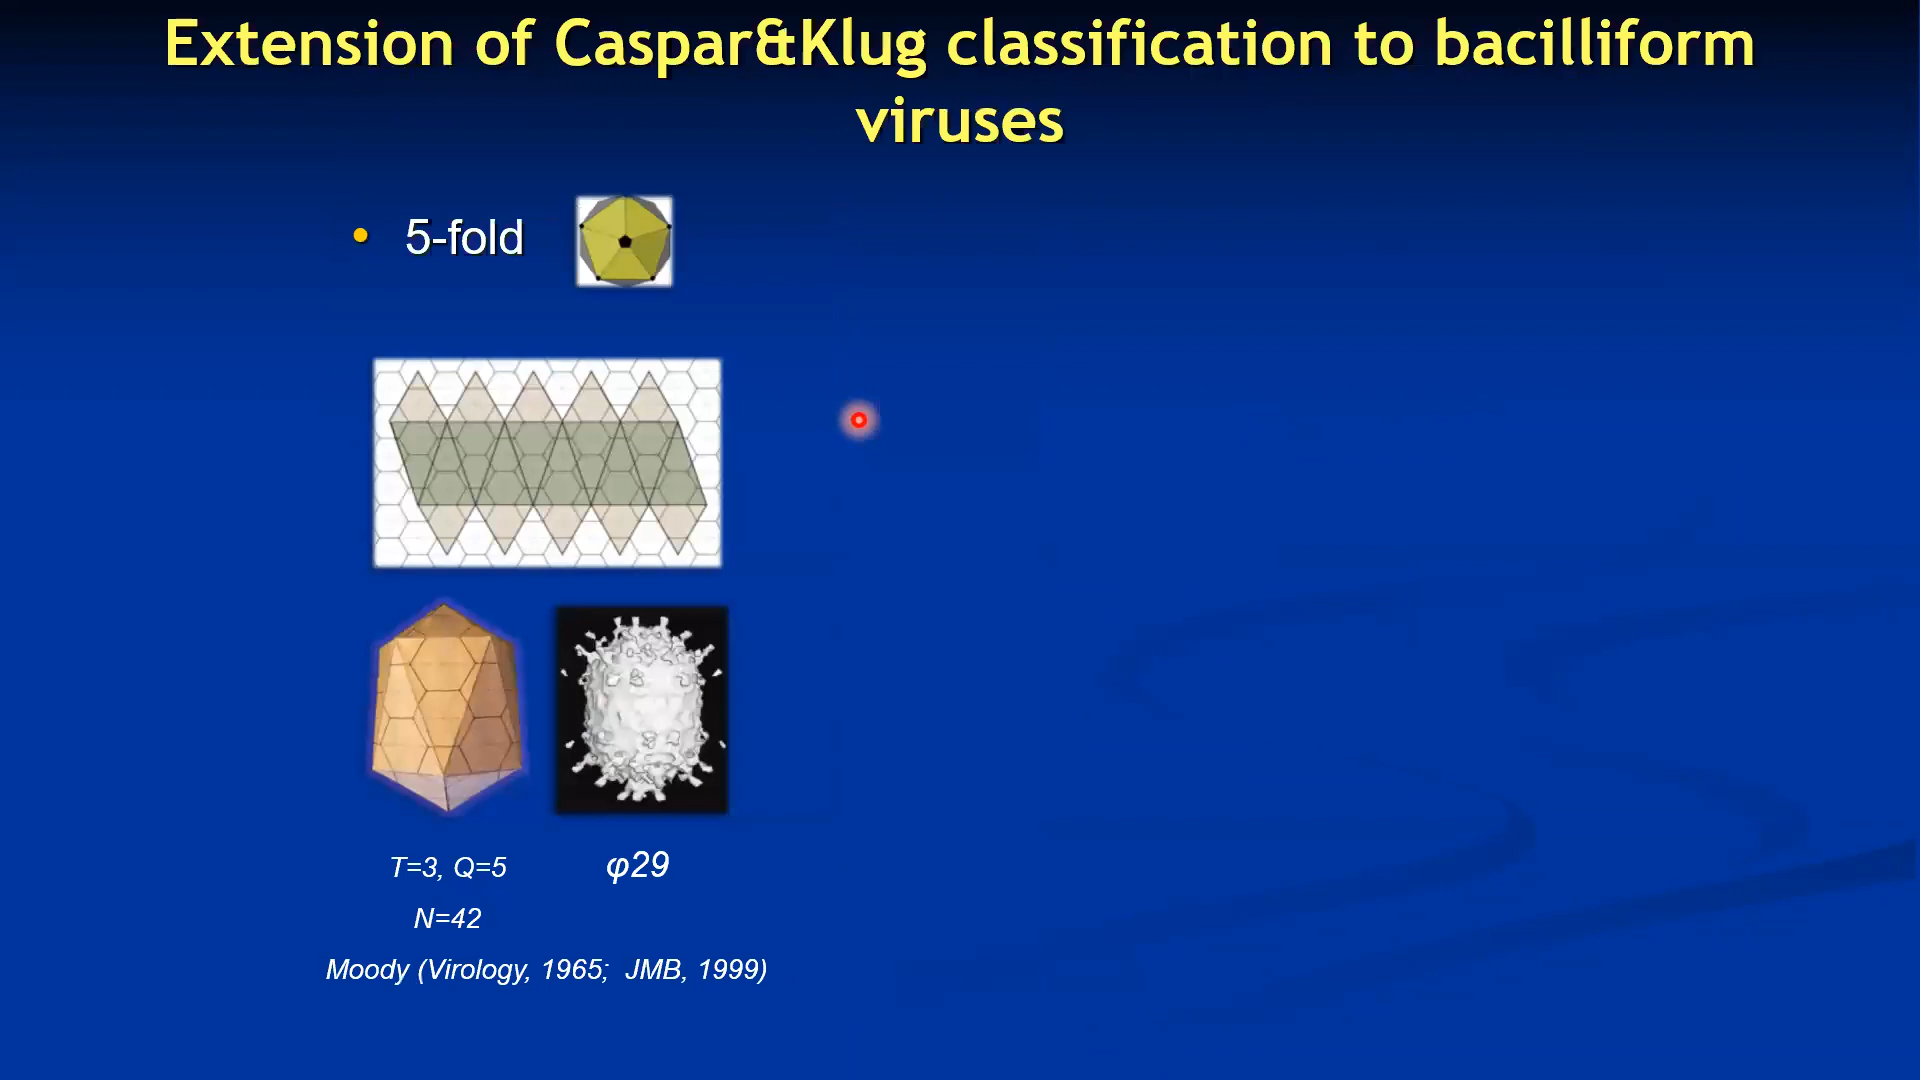 Extension of Caspar&Klug classification to bacilliform
viruses
• 5-fold
T=3, Q=5
φ29
N=42
Moody (Virology, 1965; JMB, 1999)